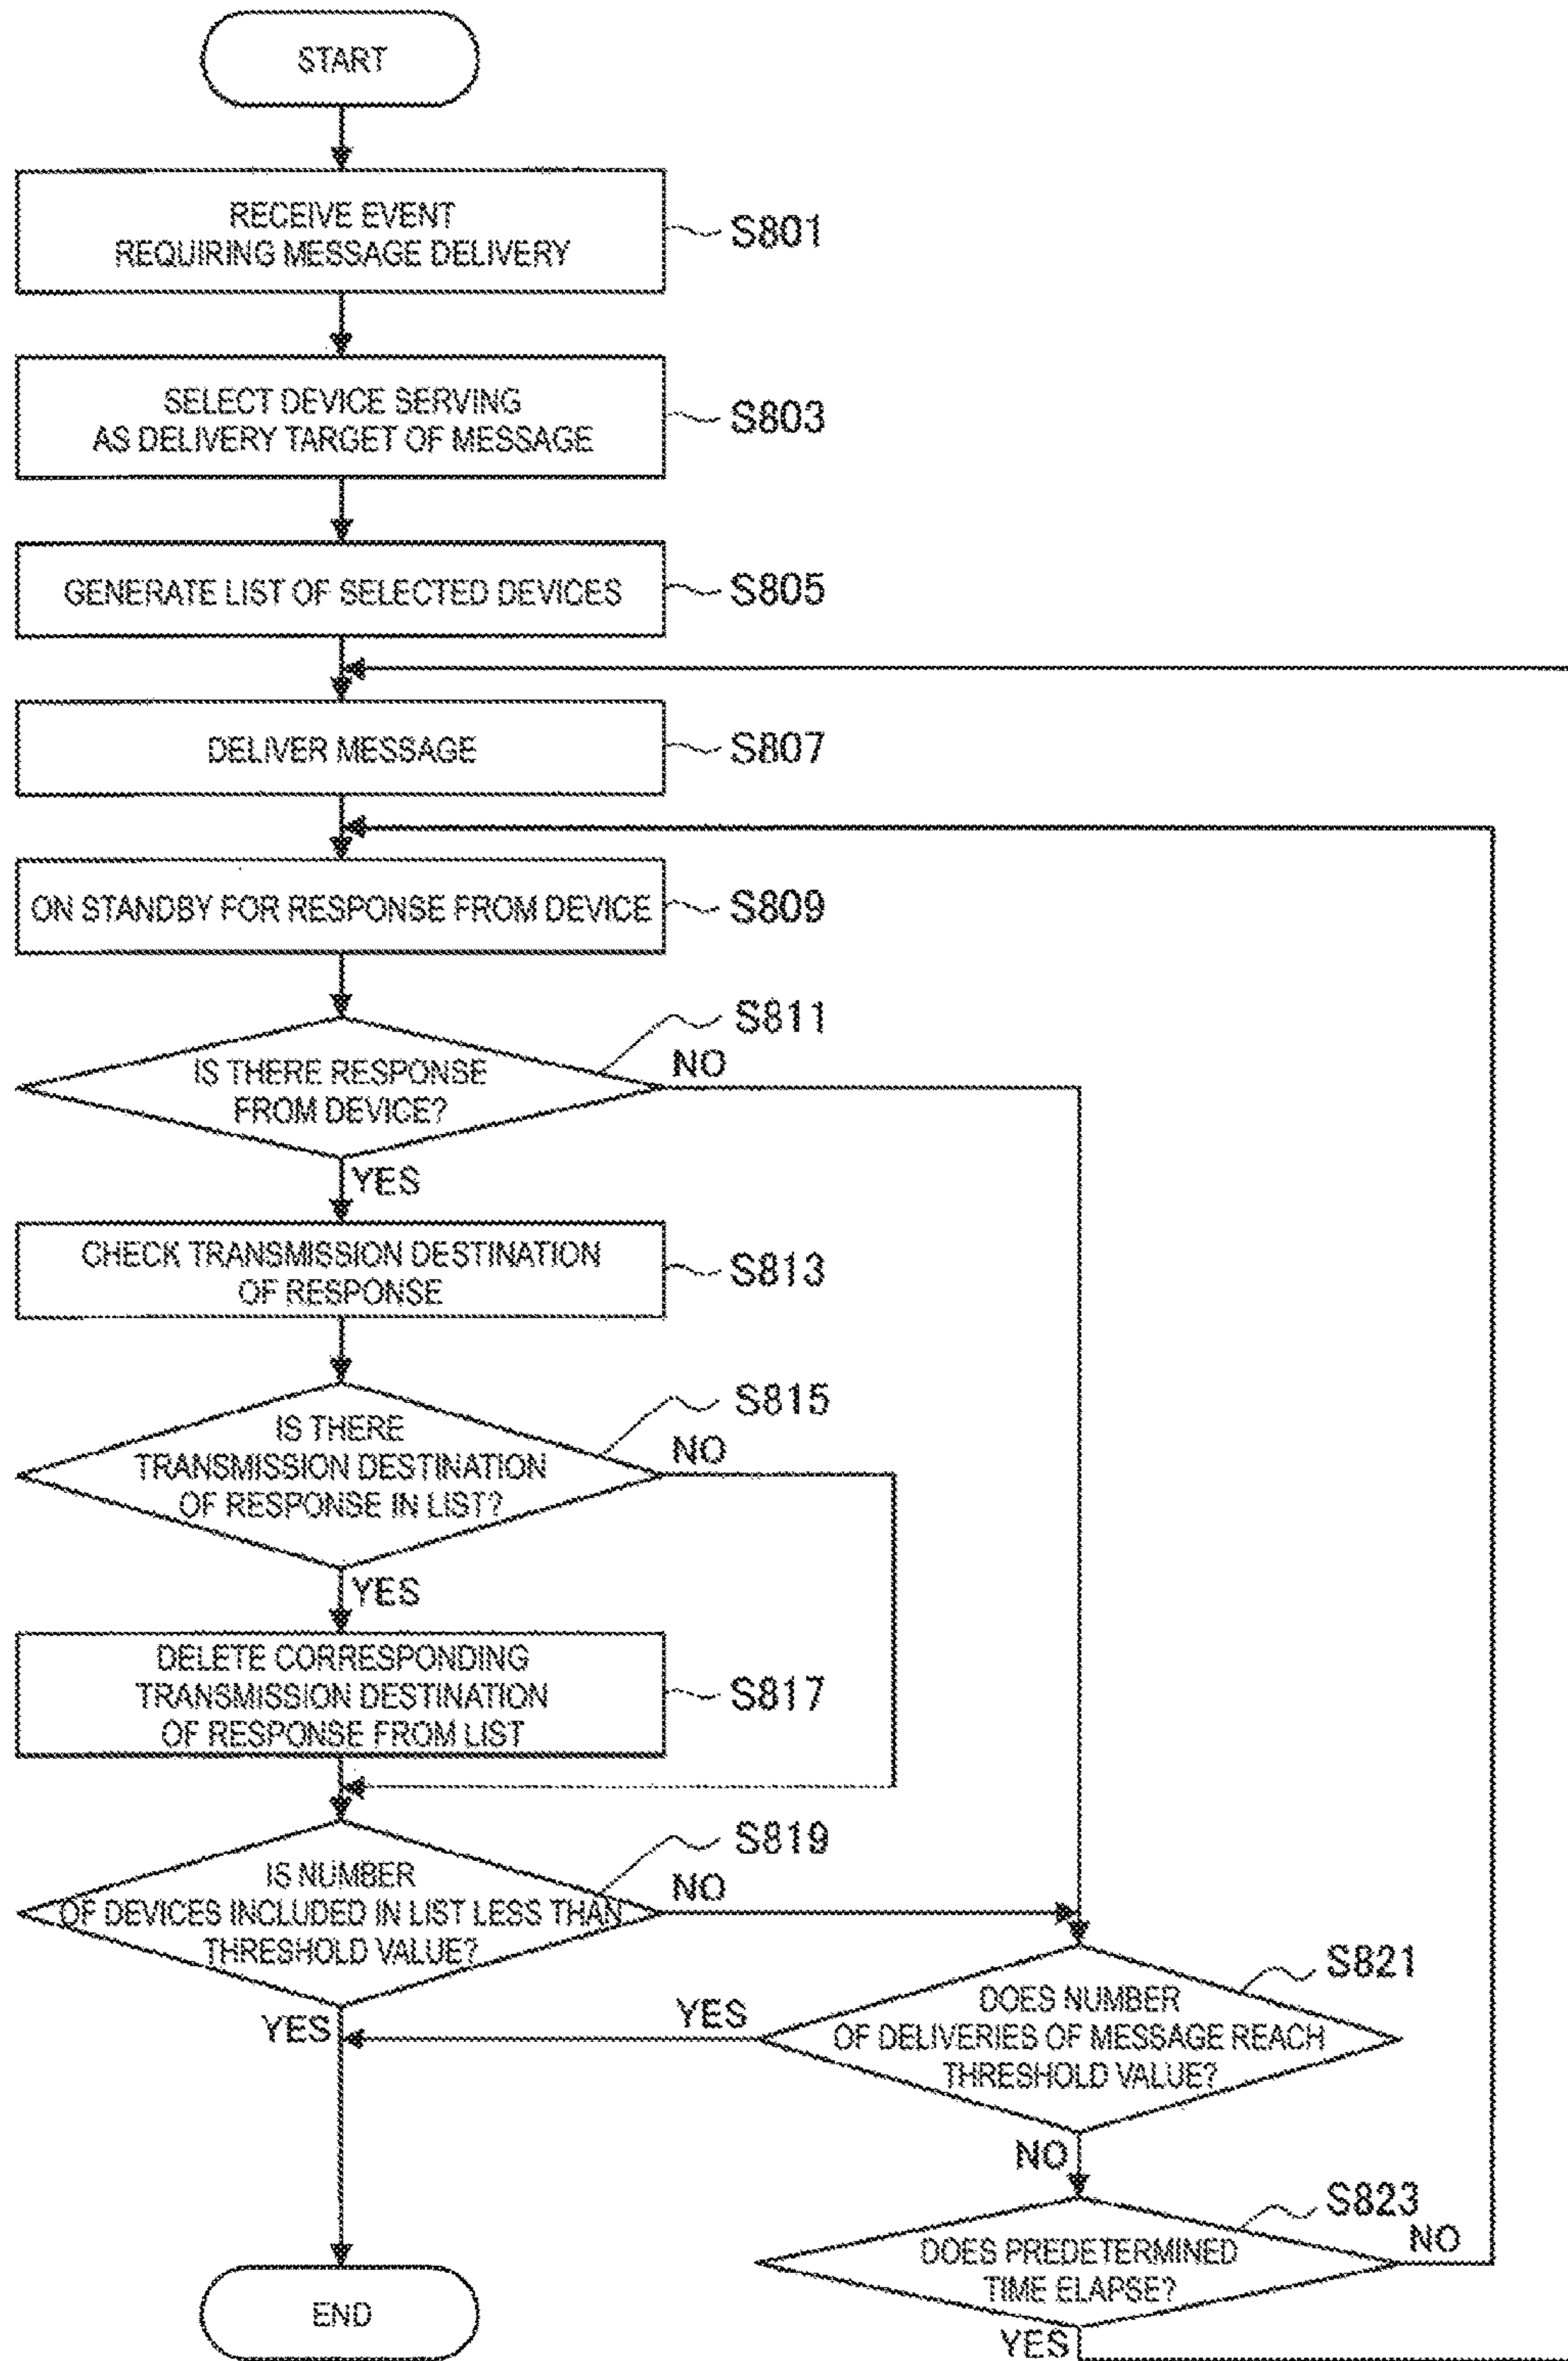 START
RECEIVE EVENT
REQUIRING MESSAGE DELIVERY
S801
SELECT DEVICE SERVING
AS DELIVERY TARGET OF MESSAGE
S803
GENERATE LIST OF SELECTED DEVICES
S805
DELIVER MESSAGE
S807
ON STANDBY FOR RESPONSE FROM DEVICE
S809
S811
IS THERE RESPONSE
FROM DEVICE?
NO
YES
CHECK TRANSMISSION DESTINATION
OF RESPONSE
S813
S815
IS THERE
TRANSMISSION DESTINATION
OF RESPONSE IN LIST?
NO
YES
DELETE CORRESPONDING
TRANSMISSION DESTINATION
OF RESPONSE FROM LIST
S817
S819
IS NUMBER
OF DEVICES INCLUDED IN LIST LESS THAN
THRESHOLD VALUE?
NO
YES
S821
DOES NUMBER
OF DELIVERIES OF MESSAGE REACH
THRESHOLD VALUE?
YES
NO
S823
DOES PREDETERMINED
TIME ELAPSE?
NO
YES
END